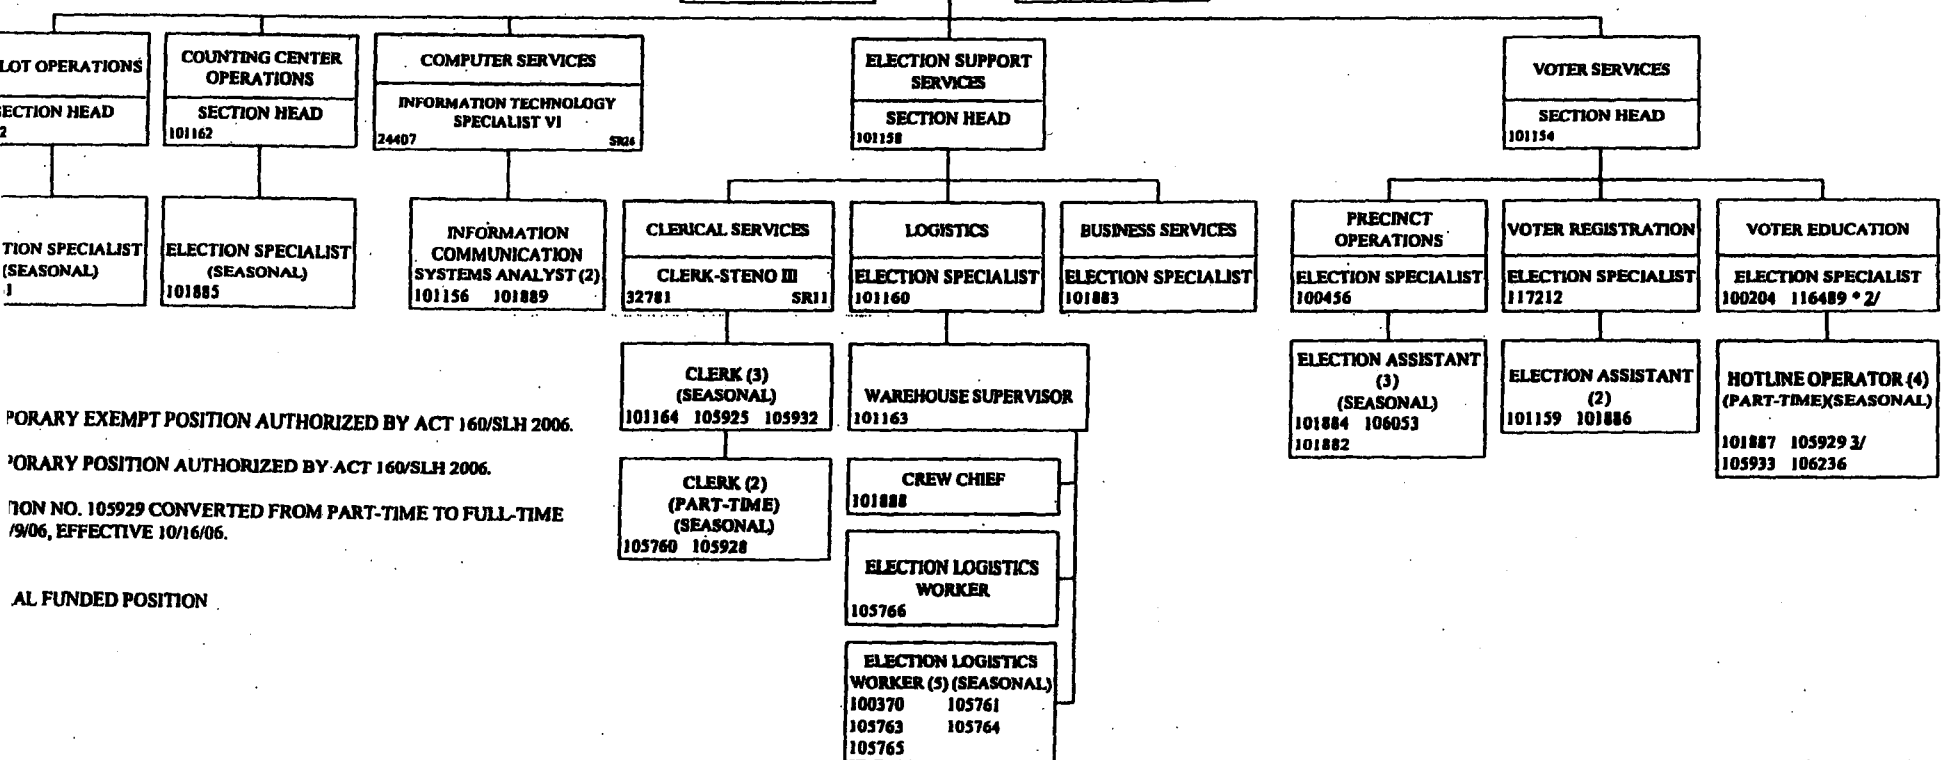 LOT OPERATIONS
SECTION HEAD
2
TION SPECIALIST
(SEASONAL)
1
COUNTING CENTER
OPERATIONS
SECTION HEAD
101162
ELECTION SPECIALIST
(SEASONAL)
101885
COMPUTER SERVICES
INFORMATION TECHNOLOGY
SPECIALIST VI
24407 SR26
INFORMATION
COMMUNICATION
SYSTEMS ANALYST (2)
101156 101889
ELECTION SUPPORT
SERVICES
SECTION HEAD
101158
CLERICAL SERVICES
CLERK-STENO III
32781 SR11
CLERK (3)
(SEASONAL)
101164 105925 105932
CLERK (2)
(PART-TIME)
(SEASONAL)
105760 105928
LOGISTICS
ELECTION SPECIALIST
101160
WAREHOUSE SUPERVISOR
101163
CREW CHIEF
101888
ELECTION LOGISTICS
WORKER
105766
ELECTION LOGISTICS
WORKER (5) (SEASONAL)
100370 105761
105763 105764
105765
BUSINESS SERVICES
ELECTION SPECIALIST
101883
VOTER SERVICES
SECTION HEAD
101154
PRECINCT
OPERATIONS
ELECTION SPECIALIST
100456
ELECTION ASSISTANT
(3)
(SEASONAL)
101884 106053
101882
VOTER REGISTRATION
ELECTION SPECIALIST
117212
ELECTION ASSISTANT
(2)
101159 101886
VOTER EDUCATION
ELECTION SPECIALIST
100204 116489 * 2/
HOTLINE OPERATOR (4)
(PART-TIME)(SEASONAL)
101887 105929 3/
105933 106236
PORARY EXEMPT POSITION AUTHORIZED BY ACT 160/SLH 2006.
PORARY POSITION AUTHORIZED BY ACT 160/SLH 2006.
TION NO. 105929 CONVERTED FROM PART-TIME TO FULL-TIME
/9/06, EFFECTIVE 10/16/06.
AL FUNDED POSITION